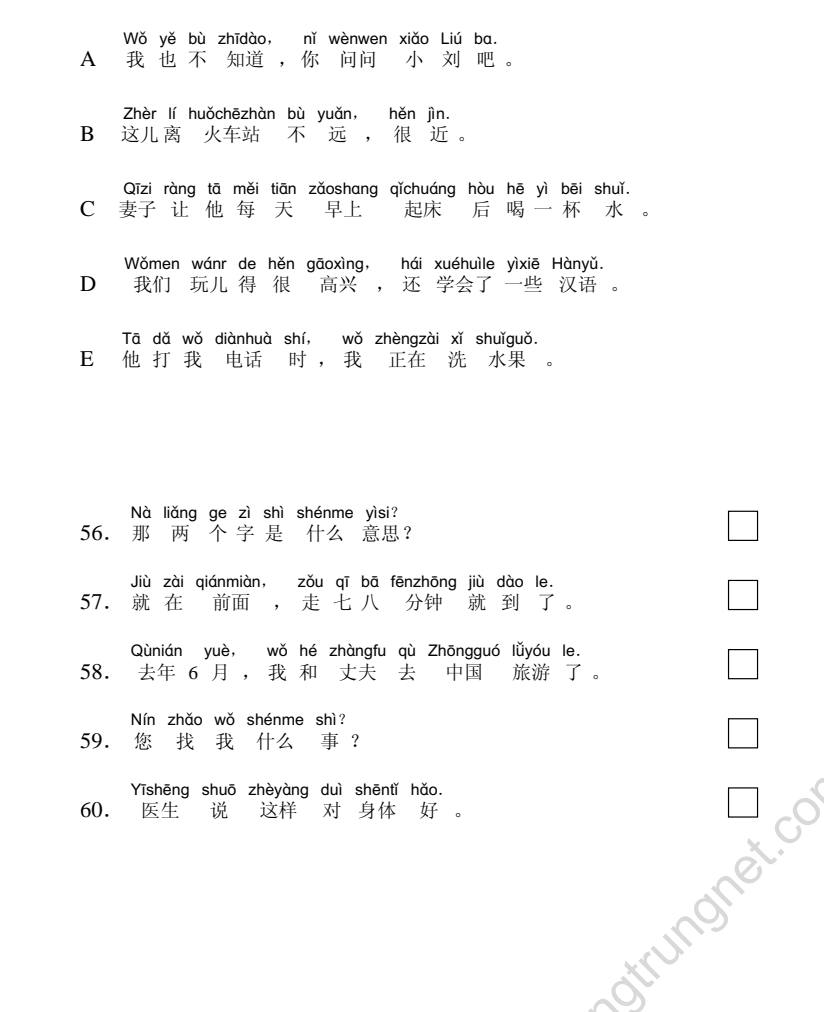 Wǒ yě bù zhīdào, nǐ wènwen xiǎo Liú ba.
A 我 也 不 知道 ，你 问问 小 刘 吧 。
Zhèr lí huǒchēzhàn bù yuǎn, hěn jìn.
B 这儿 离 火车站 不 远 ，很 近 。
Qīzi ràng tā měi tiān zǎoshang qǐchuáng hòu hē yì bēi shuǐ.
C 妻子 让 他 每 天 早上 起床 后 喝 一 杯 水 。
Wǒmen wánr de hěn gāoxìng, hái xuéhuìle yìxiē Hànyǔ.
D 我们 玩儿 得 很 高兴 ，还 学会了 一些 汉语 。
Tā dǎ wǒ diànhuà shí, wǒ zhèngzài xǐ shuǐguǒ.
E 他 打 我 电话 时 ，我 正在 洗 水果 。
Nà liǎng ge zì shì shénme yìsi?
56. 那 两 个 字 是 什么 意思？
Jiù zài qiánmiàn, zǒu qī bā fēnzhōng jiù dào le.
57. 就 在 前面 ，走 七 八 分钟 就 到 了 。
Qùnián yuè, wǒ hé zhàngfu qù Zhōngguó lǚyóu le.
58. 去年 6 月 ，我 和 丈夫 去 中国 旅游 了 。
Nín zhǎo wǒ shénme shì?
59. 您 找 我 什么 事 ？
Yīshēng shuō zhèyàng duì shēntǐ hǎo.
60. 医生 说 这样 对 身体 好 。
ngtrungnet.com